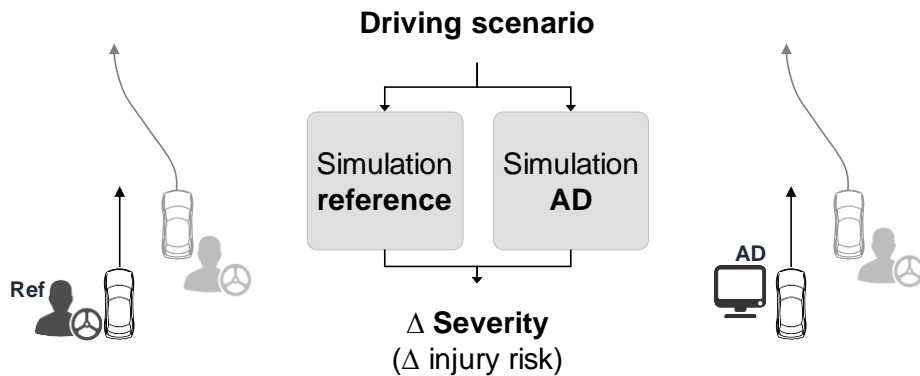 Driving scenario
Simulation
reference
Simulation
AD
Ref
AD
Δ Severity
(Δ injury risk)